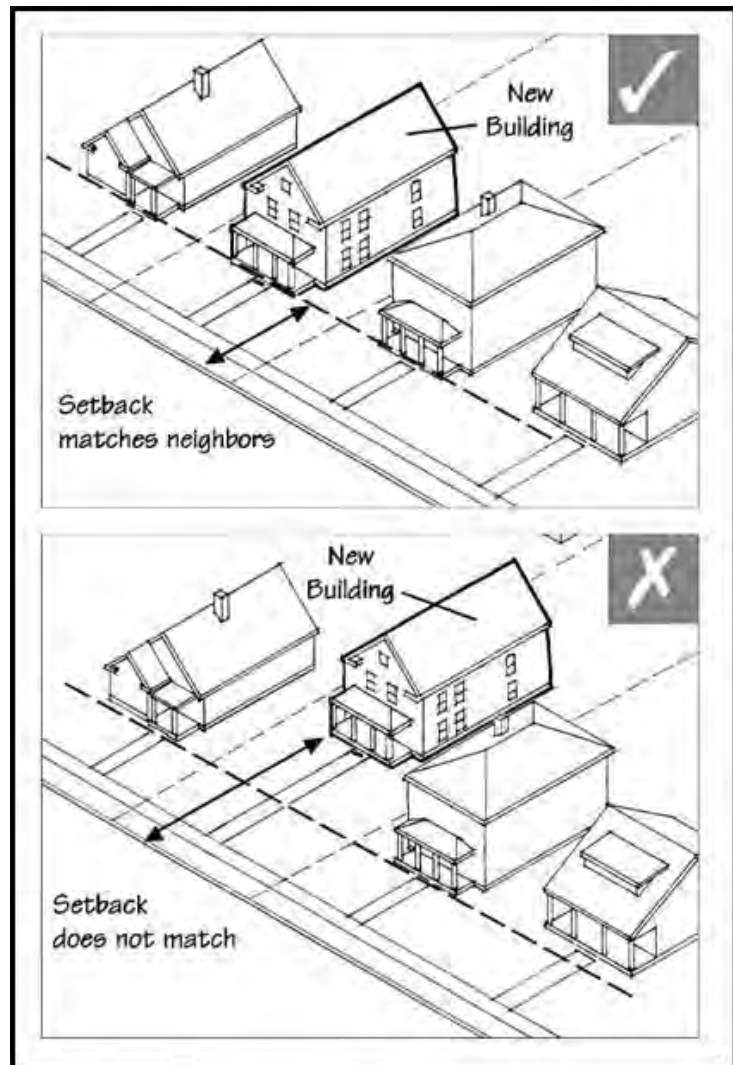 New
Building
Setback
matches neighbors
New
Building
Setback
does not match